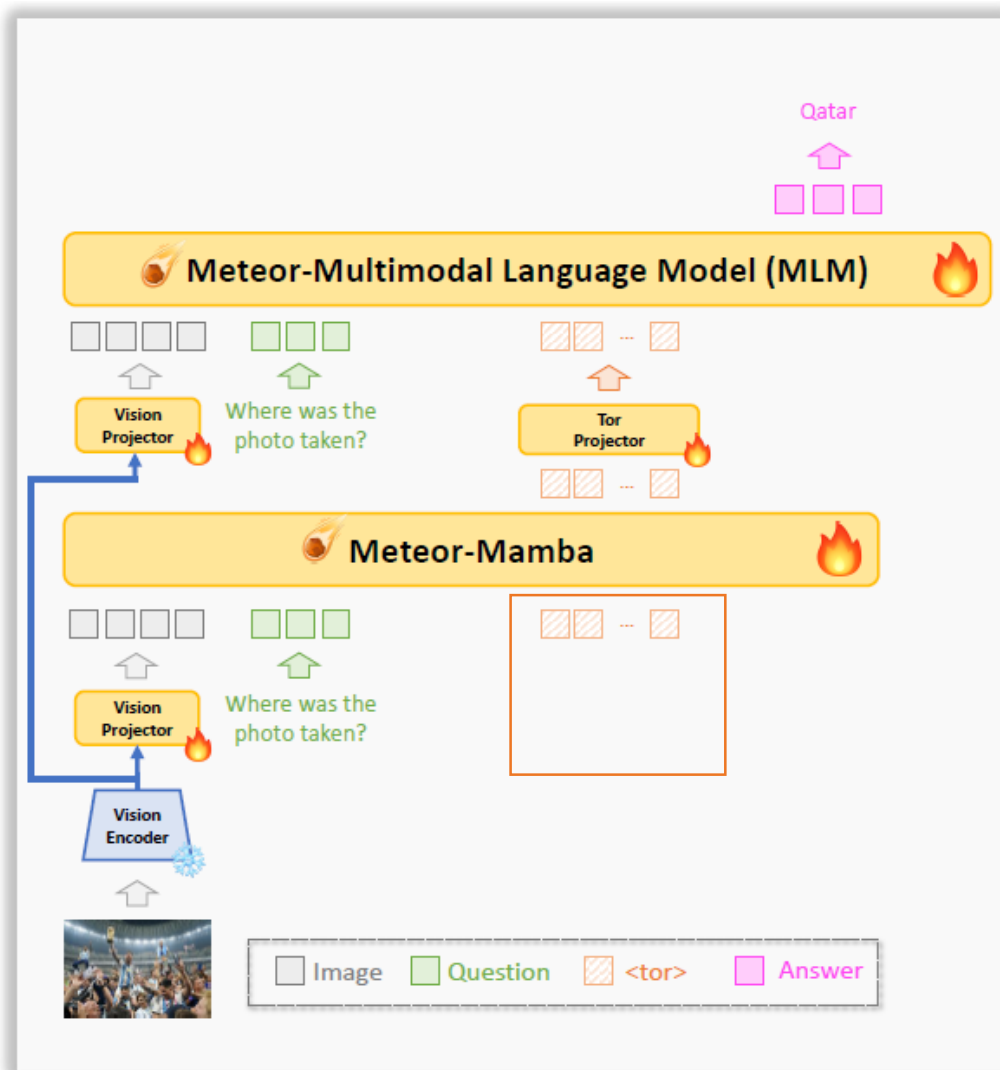 Qatar
Meteor-Multimodal Language Model (MLM)
...
Vision
Projector
Where was the
photo taken?
Tor
Projector
...
Meteor-Mamba
...
Vision
Projector
Where was the
photo taken?
Vision
Encoder
Image
Question
<tor>
Answer